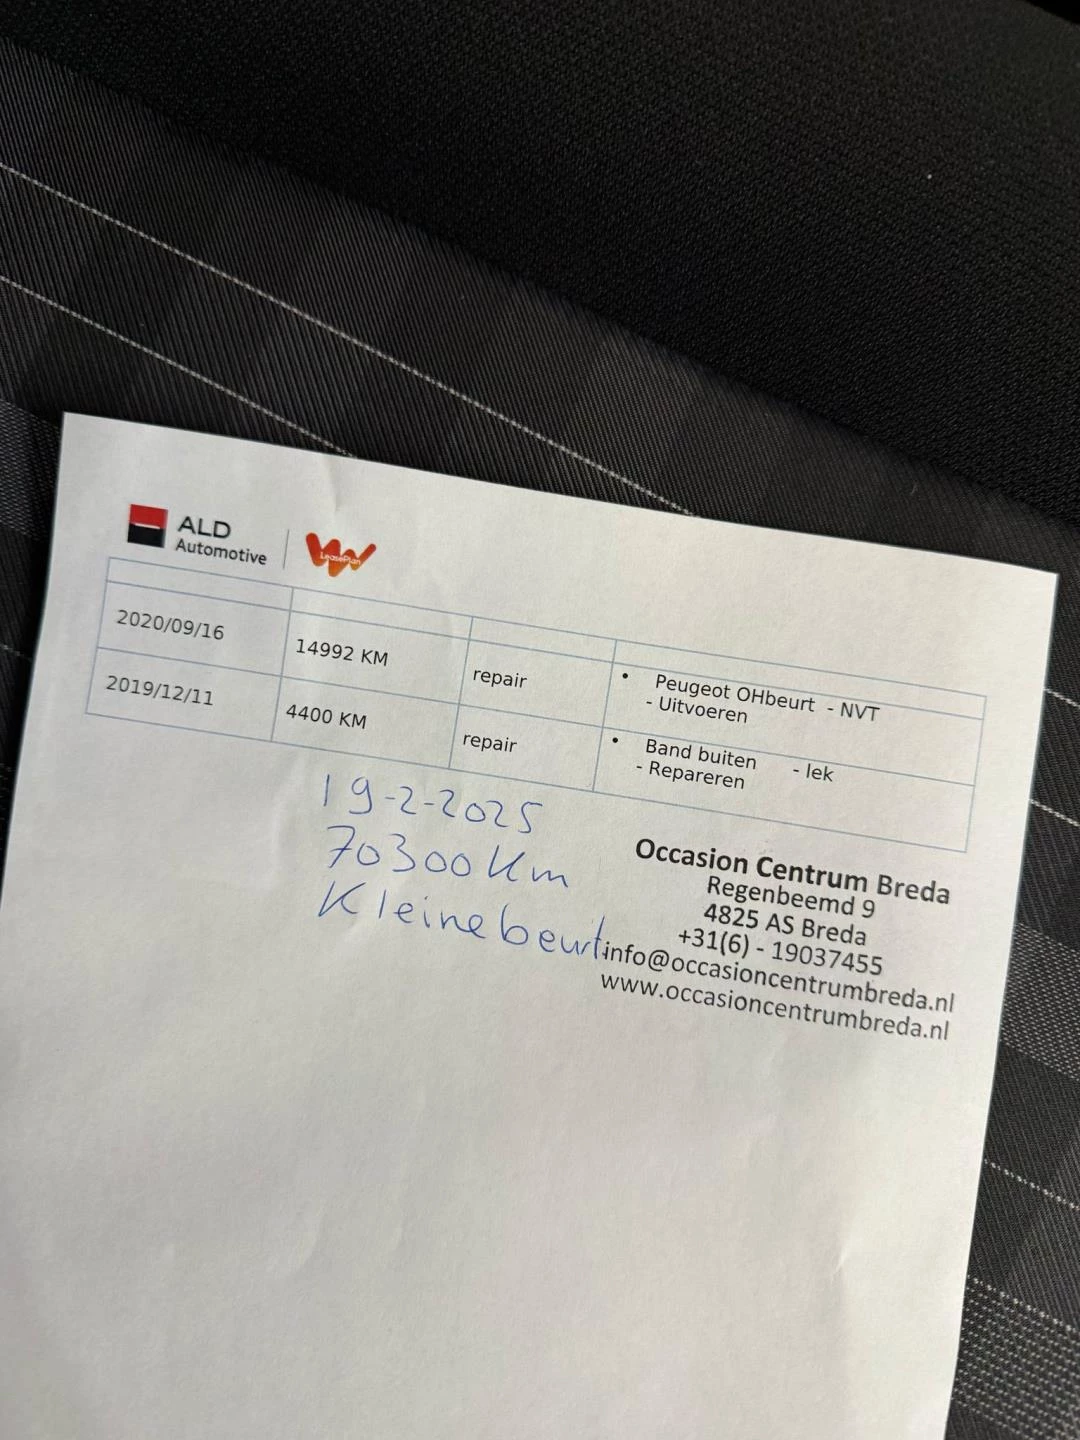 ALD
Automotive
LeasePlan
2020/09/16 14992 KM repair • Peugeot OHbeurt - NVT
- Uitvoeren
2019/12/11 4400 KM repair • Band buiten - lek
- Repareren
19-2-2025
70300 Km
Kleine beurt
Occasion Centrum Breda
Regenbeemd 9
4825 AS Breda
+31(6) - 19037455
info@occasioncentrumbreda.nl
www.occasioncentrumbreda.nl